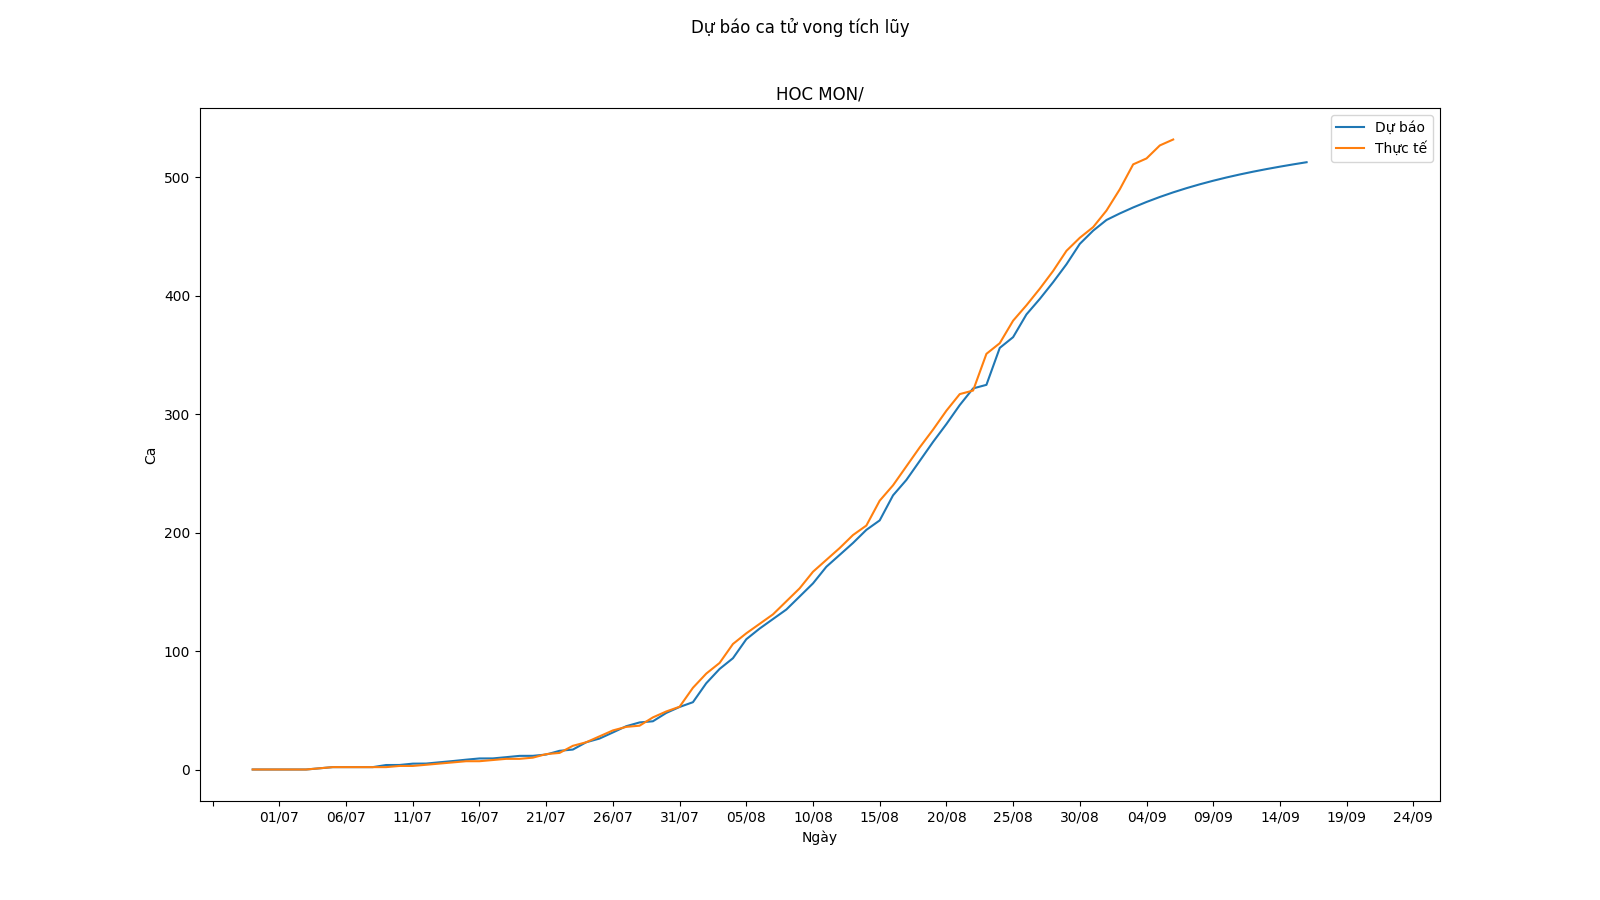 Dự báo ca tử vong tích lũy
HOC MON/
Dự báo
Thực tế
500
400
300
200
100
0
Ca
01/07 06/07 11/07 16/07 21/07 26/07 31/07 05/08 10/08 15/08 20/08 25/08 30/08 04/09 09/09 14/09 19/09 24/09
Ngày